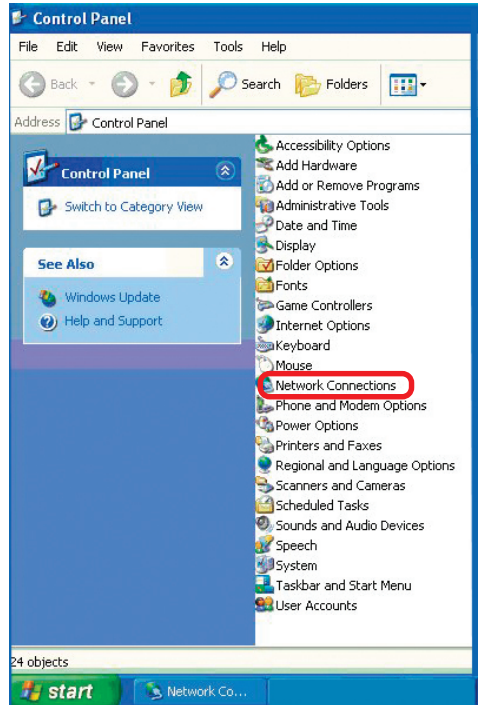 Control Panel
File Edit View Favorites Tools Help
Back Search Folders
Address Control Panel
Control Panel
Switch to Category View
See Also
Windows Update
Help and Support
Accessibility Options
Add Hardware
Add or Remove Programs
Administrative Tools
Date and Time
Display
Folder Options
Fonts
Game Controllers
Internet Options
Keyboard
Mouse
Network Connections
Phone and Modem Options
Power Options
Printers and Faxes
Regional and Language Options
Scanners and Cameras
Scheduled Tasks
Sounds and Audio Devices
Speech
System
Taskbar and Start Menu
User Accounts
24 objects
start Network Co...